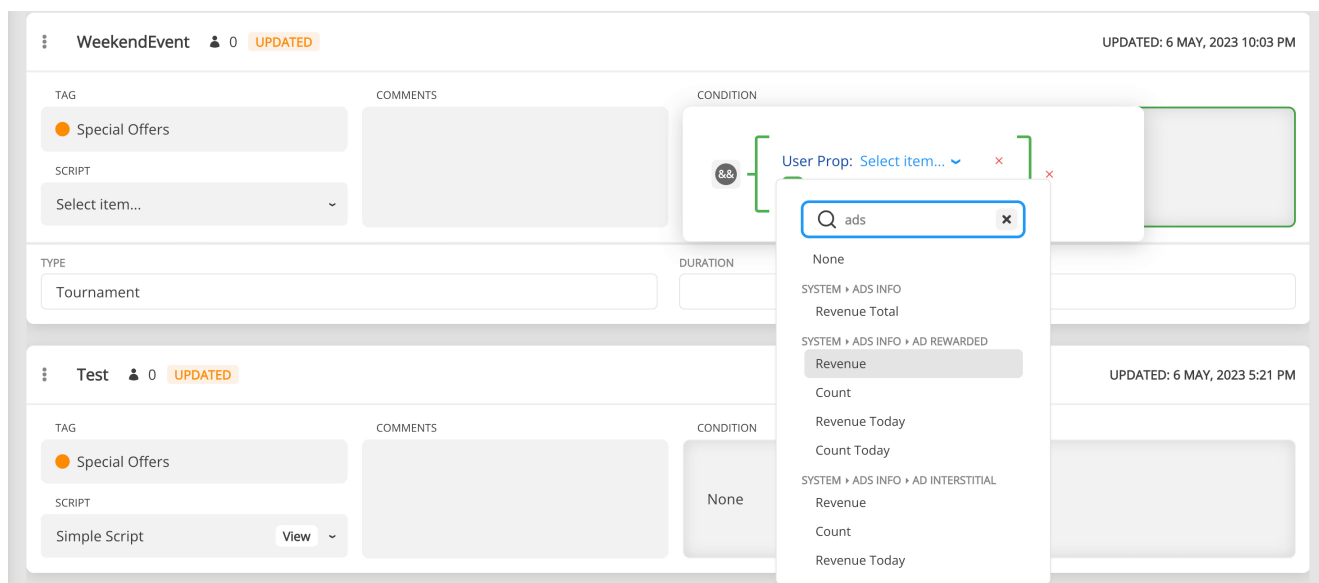 WeekendEvent 0 UPDATED
UPDATED: 6 MAY, 2023 10:03 PM
TAG
Special Offers
SCRIPT
Select item...
COMMENTS
CONDITION
&&
User Prop: Select item...
ads
None
SYSTEM ▸ ADS INFO
Revenue Total
SYSTEM ▸ ADS INFO ▸ AD REWARDED
Revenue
Count
Revenue Today
Count Today
SYSTEM ▸ ADS INFO ▸ AD INTERSTITIAL
Revenue
Count
Revenue Today
TYPE
Tournament
DURATION
Test 0 UPDATED
UPDATED: 6 MAY, 2023 5:21 PM
TAG
Special Offers
SCRIPT
Simple Script View
COMMENTS
CONDITION
None